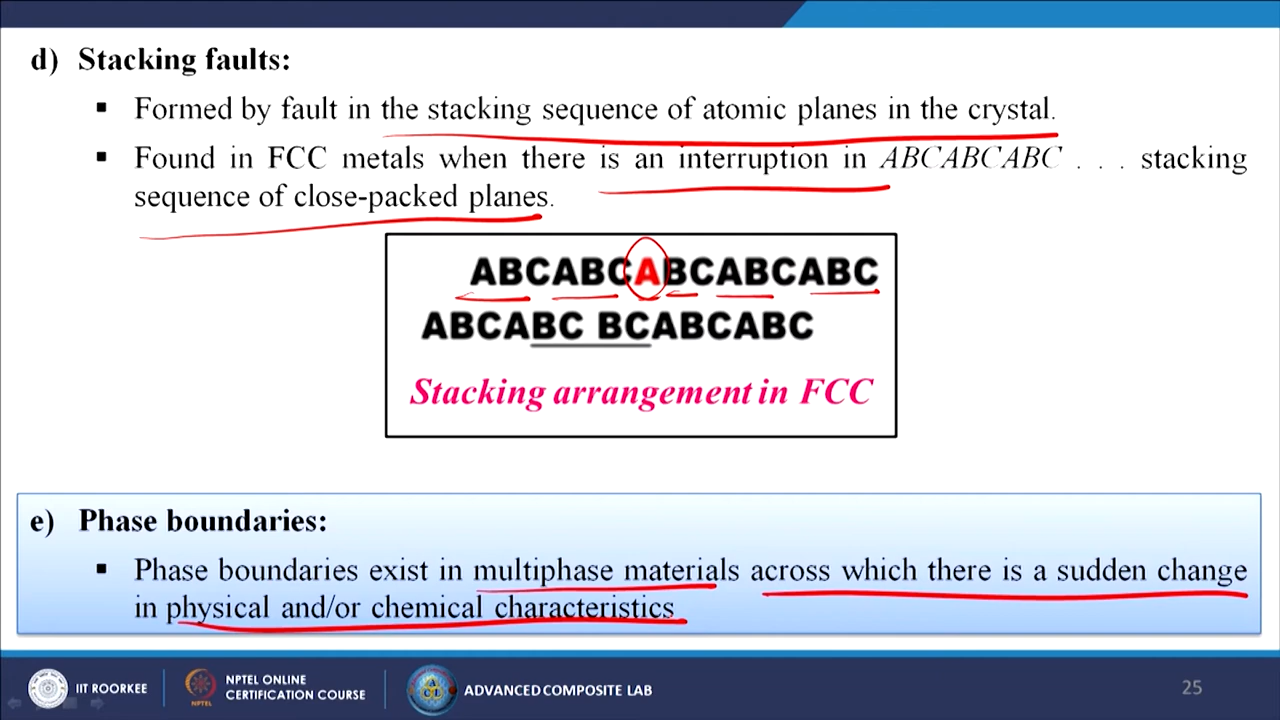 d) Stacking faults:
▪ Formed by fault in the stacking sequence of atomic planes in the crystal.
▪ Found in FCC metals when there is an interruption in ABCABCABC . . . stacking
sequence of close-packed planes.
ABCABCABCABCABC
ABCABC BCABCABC
Stacking arrangement in FCC
e) Phase boundaries:
▪ Phase boundaries exist in multiphase materials across which there is a sudden change
in physical and/or chemical characteristics
IIT ROORKEE
NPTEL
NPTEL ONLINE
CERTIFICATION COURSE
ADVANCED COMPOSITE LAB
25